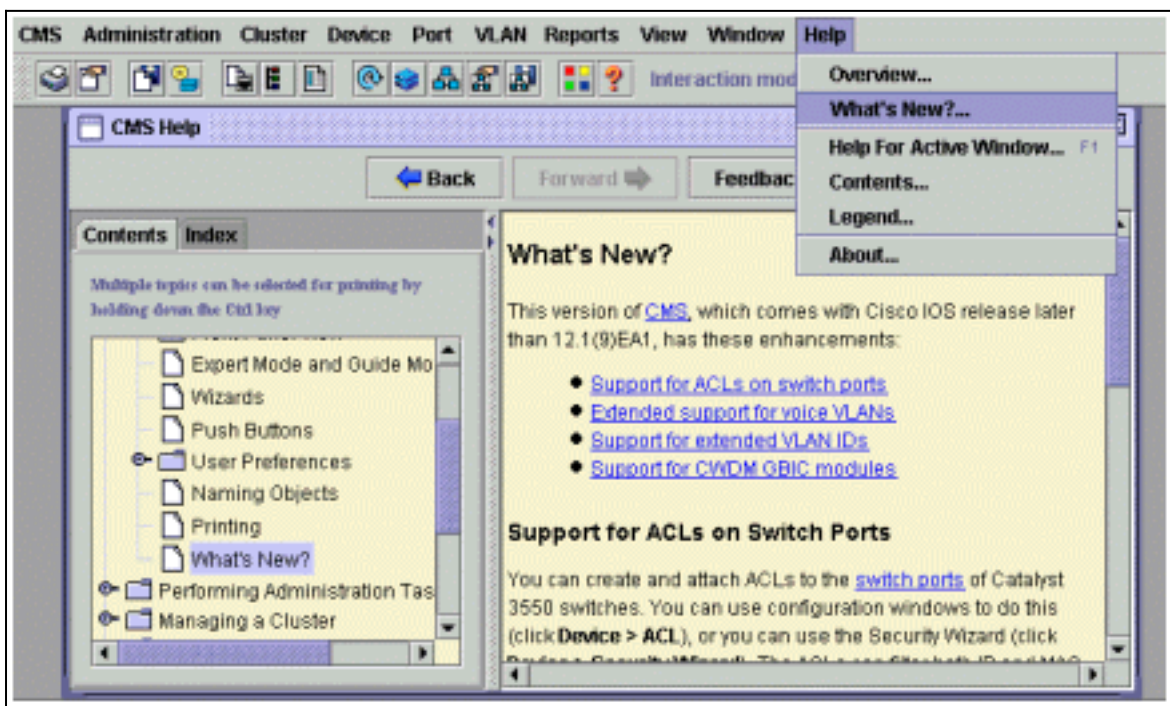 CMS Administration Cluster Device Port VLAN Reports View Window Help
Interaction mod
Overview...
What's New?...
Help For Active Window... F1
Contents...
Legend...
About...
CMS Help
Back Forward Feedbac
Contents Index
Multiple topics can be selected for printing by
holding down the Ctrl key
Expert Mode and Guide Mo
Wizards
Push Buttons
User Preferences
Naming Objects
Printing
What's New?
Performing Administration Tas
Managing a Cluster
What's New?
This version of CMS, which comes with Cisco IOS release later
than 12.1(9)EA1, has these enhancements:
Support for ACLs on switch ports
Extended support for voice VLANs
Support for extended VLAN IDs
Support for CWDM GBIC modules
Support for ACLs on Switch Ports
You can create and attach ACLs to the switch ports of Catalyst
3550 switches. You can use configuration windows to do this
(click Device > ACL), or you can use the Security Wizard (click